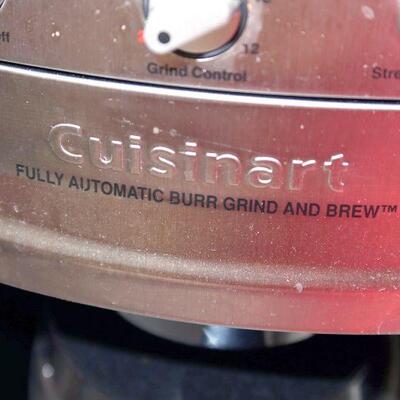 12
Grind Control
Cuisinart
FULLY AUTOMATIC BURR GRIND AND BREW™